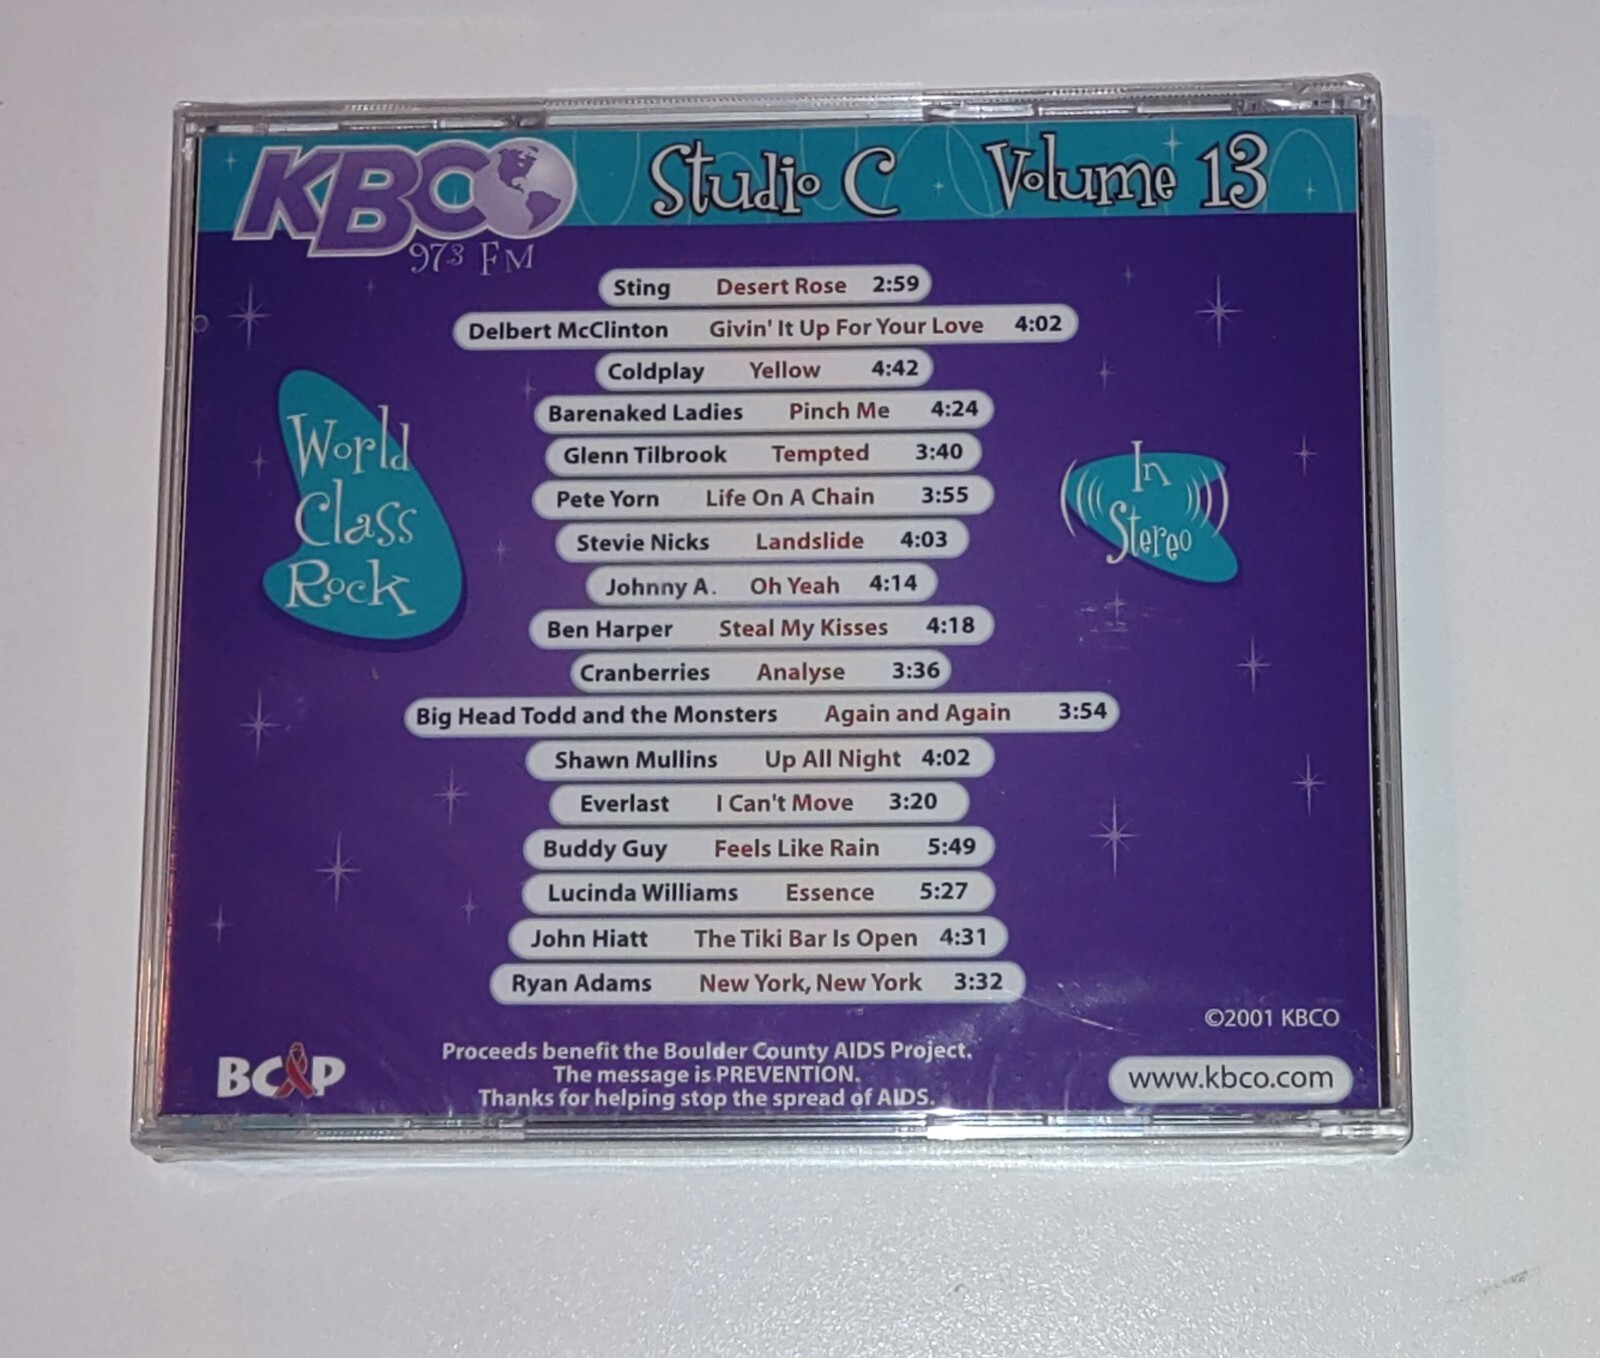 KBCO Studio C Volume 13
973 FM
Sting Desert Rose 2:59
Delbert McClinton Givin' It Up For Your Love 4:02
Coldplay Yellow 4:42
Barenaked Ladies Pinch Me 4:24
Glenn Tilbrook Tempted 3:40
Pete Yorn Life On A Chain 3:55
Stevie Nicks Landslide 4:03
Johnny A. Oh Yeah 4:14
Ben Harper Steal My Kisses 4:18
Cranberries Analyse 3:36
Big Head Todd and the Monsters Again and Again 3:54
Shawn Mullins Up All Night 4:02
Everlast I Can't Move 3:20
Buddy Guy Feels Like Rain 5:49
Lucinda Williams Essence 5:27
John Hiatt The Tiki Bar Is Open 4:31
Ryan Adams New York, New York 3:32
World
Class
Rock
In
Stereo
©2001 KBCO
BCAP
Proceeds benefit the Boulder County AIDS Project.
The message is PREVENTION.
Thanks for helping stop the spread of AIDS.
www.kbco.com